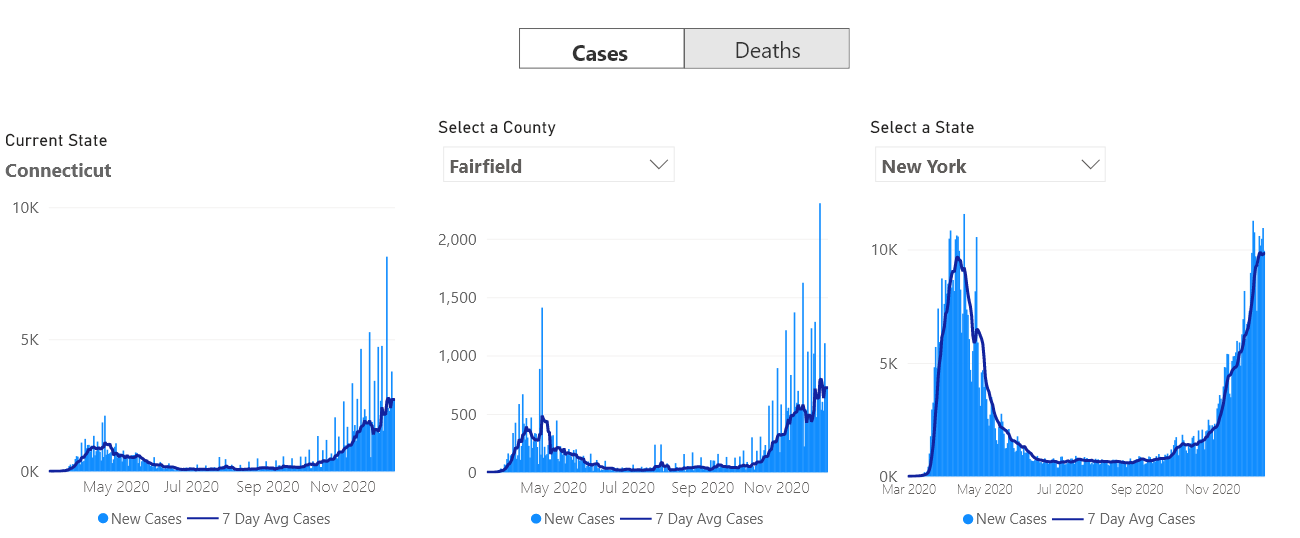 Cases
Deaths
Current State
Connecticut
10K
5K
0K
May 2020 Jul 2020 Sep 2020 Nov 2020
New Cases 7 Day Avg Cases
Select a County
Fairfield
2,000
1,500
1,000
500
0
May 2020 Jul 2020 Sep 2020 Nov 2020
New Cases 7 Day Avg Cases
Select a State
New York
10K
5K
0K
Mar 2020 May 2020 Jul 2020 Sep 2020 Nov 2020
New Cases 7 Day Avg Cases